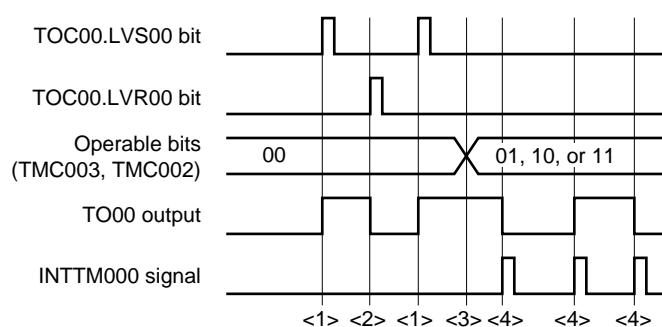 TOC00.LVS00 bit
TOC00.LVR00 bit
Operable bits
(TMC003, TMC002)
00
01, 10, or 11
TO00 output
INTTM000 signal
<1> <2> <1> <3> <4> <4> <4>